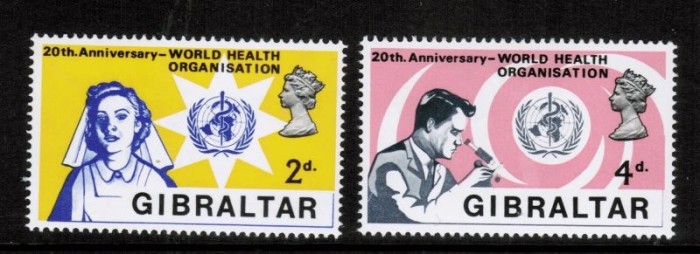 20th. Anniversary – WORLD HEALTH
ORGANISATION
2d.
GIBRALTAR
20th. Anniversary – WORLD HEALTH
ORGANISATION
4d.
GIBRALTAR